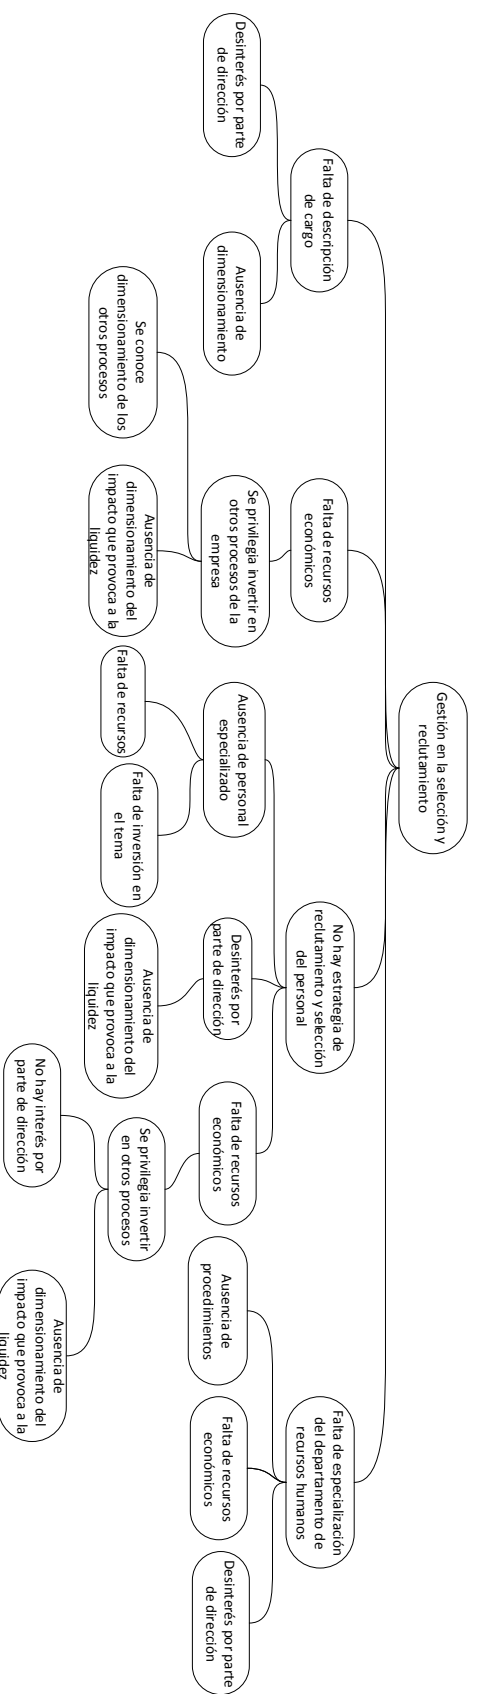 Gestión en la selección y
reclutamiento
Falta de descripción
de cargo
Falta de recursos
económicos
No hay estrategia de
reclutamiento y selección
del personal
Falta de especialización
del departamento de
recursos humanos
Desinterés por parte
de dirección
Ausencia de
dimensionamiento
Se privilegia invertir en
otros procesos de la
empresa
Ausencia de personal
especializado
Desinterés por
parte de dirección
Falta de recursos
económicos
Ausencia de
procedimientos
Falta de recursos
económicos
Desinterés por parte
de dirección
Se conoce
dimensionamiento de los
otros procesos
Ausencia de
dimensionamiento del
impacto que provoca a la
liquidez
Falta de recursos
Falta de inversión en
el tema
Ausencia de
dimensionamiento del
impacto que provoca a la
liquidez
Se privilegia invertir
en otros procesos
No hay interés por
parte de dirección
Ausencia de
dimensionamiento del
impacto que provoca a la
liquidez